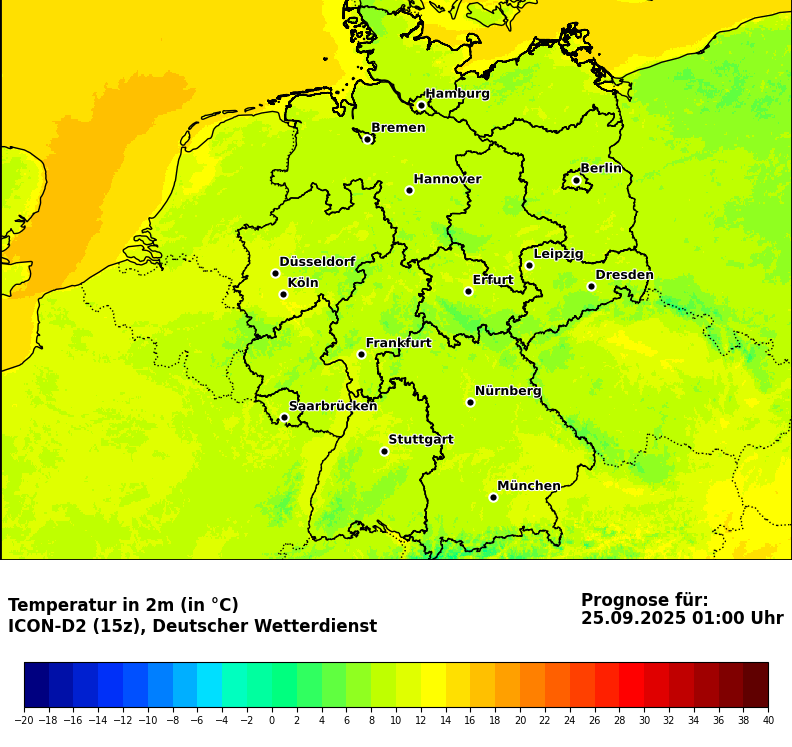 Hamburg
Bremen
Berlin
Hannover
Leipzig
Düsseldorf
Dresden
Köln
Erfurt
Frankfurt
Nürnberg
Saarbrücken
Stuttgart
München
Temperatur in 2m (in °C)
ICON-D2 (15z), Deutscher Wetterdienst
Prognose für:
25.09.2025 01:00 Uhr
−20 −18 −16 −14 −12 −10 −8 −6 −4 −2 0 2 4 6 8 10 12 14 16 18 20 22 24 26 28 30 32 34 36 38 40